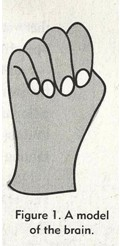 Figure 1. A model
of the brain.